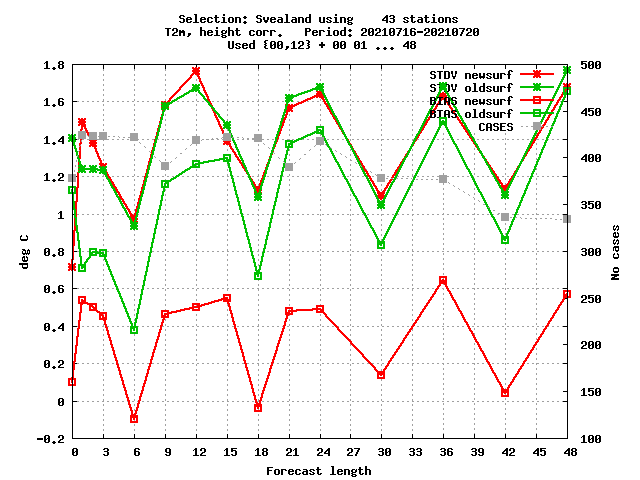 Selection: Svealand using    43 stations
T2m, height corr.   Period: 20210716-20210720
Used {00,12} + 00 01 ... 48
1.8
1.6
1.4
1.2
1
0.8
0.6
0.4
0.2
0
-0.2
deg C
STDV newsurf
STDV oldsurf
BIAS newsurf
BIAS oldsurf
CASES
500
450
400
350
300
250
200
150
100
No cases
0 3 6 9 12 15 18 21 24 27 30 33 36 39 42 45 48
Forecast length